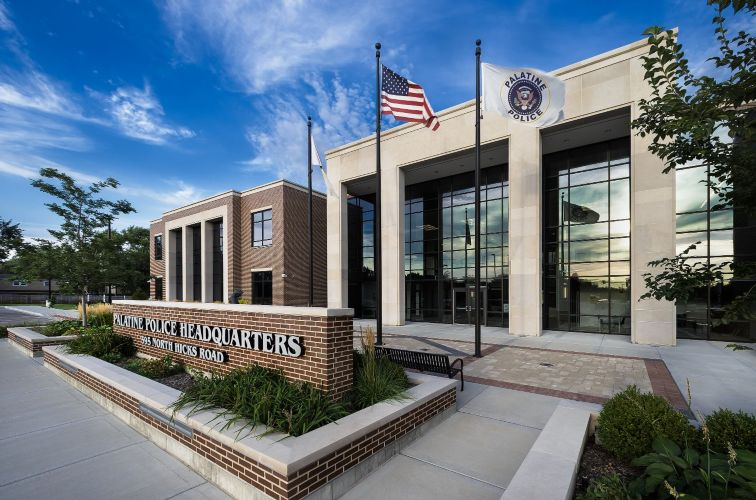 PALATINE
POLICE
PALATINE POLICE HEADQUARTERS
595 NORTH HICKS ROAD